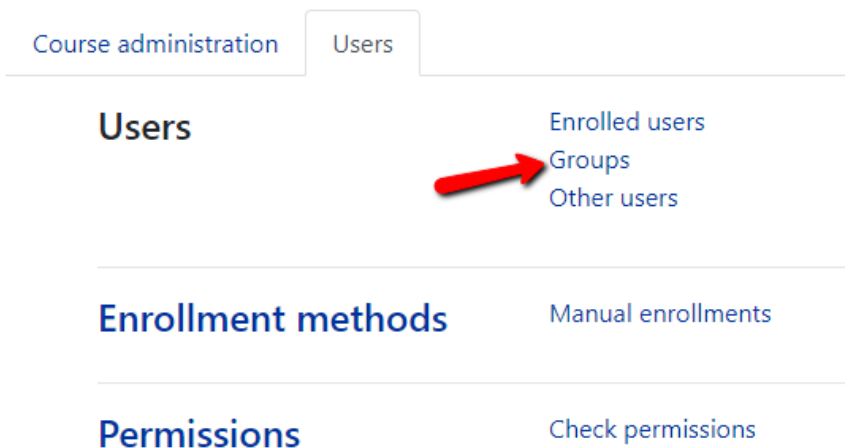 Course administration
Users
Users
Enrolled users
Groups
Other users
Enrollment methods
Manual enrollments
Permissions
Check permissions